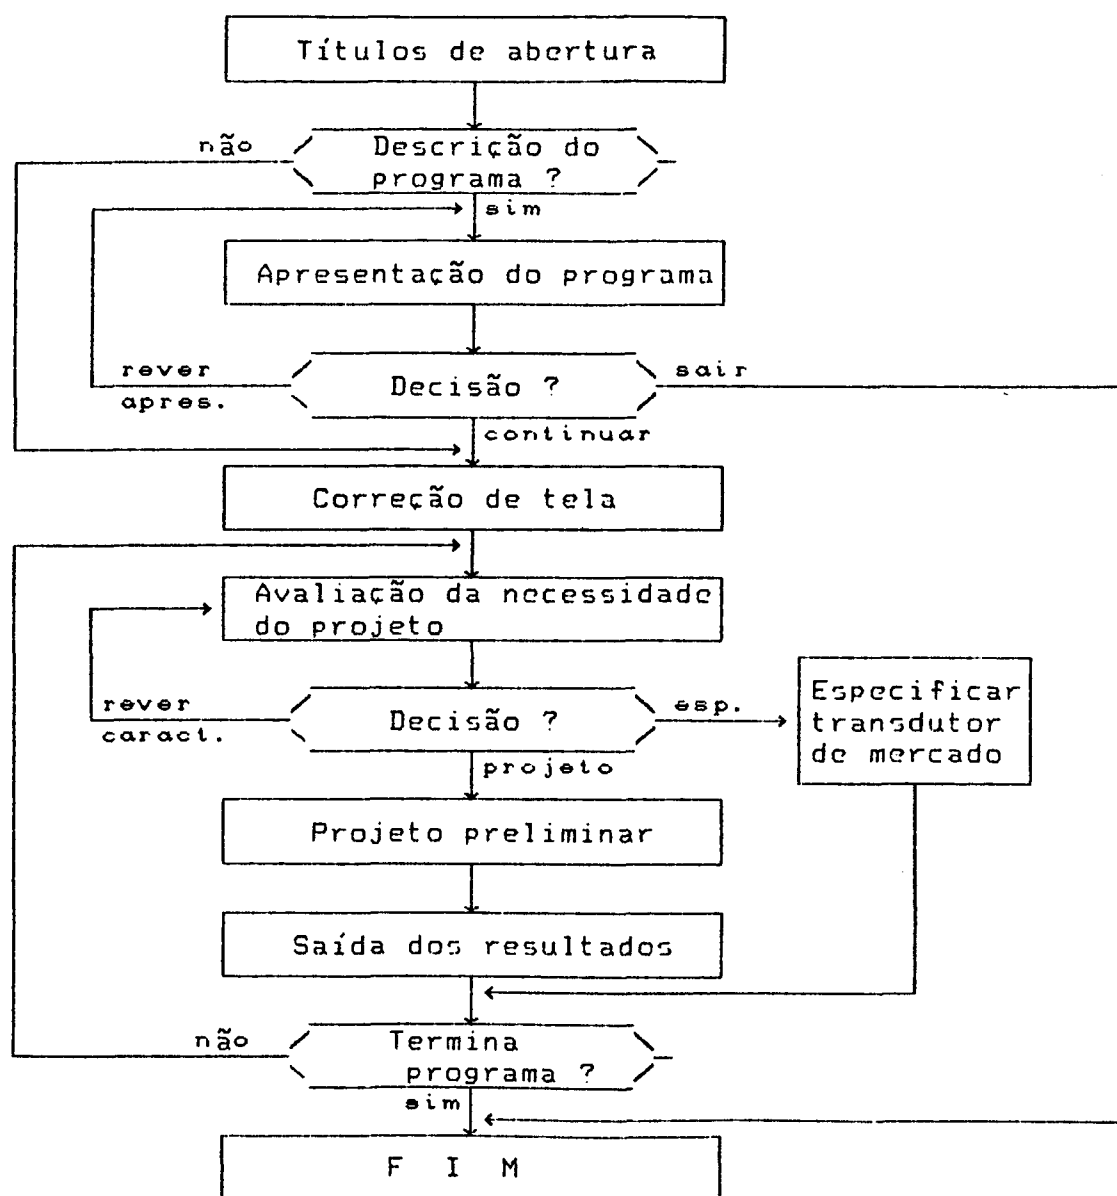 Títulos de abertura
não
Descrição do
programa ?
sim
Apresentação do programa
rever
apres.
Decisão ?
sair
continuar
Correção de tela
Avaliação da necessidade
do projeto
rever
caract.
Decisão ?
esp.
Especificar
transdutor
de mercado
projeto
Projeto preliminar
Saída dos resultados
não
Termina
programa ?
sim
F I M